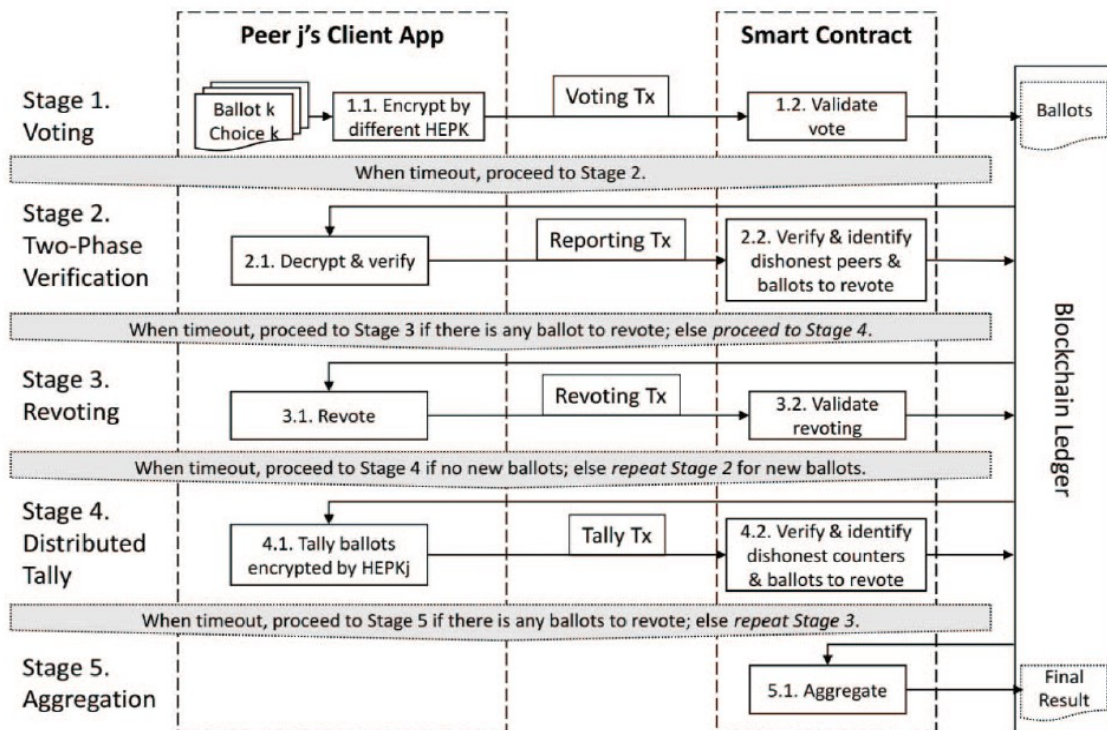 Peer j's Client App
Smart Contract
Stage 1.
Voting
Ballot k
Choice k
1.1. Encrypt by
different HEPK
Voting Tx
1.2. Validate
vote
Ballots
When timeout, proceed to Stage 2.
Stage 2.
Two-Phase
Verification
2.1. Decrypt & verify
Reporting Tx
2.2. Verify & identify
dishonest peers &
ballots to revote
When timeout, proceed to Stage 3 if there is any ballot to revote; else proceed to Stage 4.
Blockchain Ledger
Stage 3.
Revoting
3.1. Revote
Revoting Tx
3.2. Validate
revoting
When timeout, proceed to Stage 4 if no new ballots; else repeat Stage 2 for new ballots.
Stage 4.
Distributed
Tally
4.1. Tally ballots
encrypted by HEPKj
Tally Tx
4.2. Verify & identify
dishonest counters
& ballots to revote
When timeout, proceed to Stage 5 if there is any ballots to revote; else repeat Stage 3.
Stage 5.
Aggregation
5.1. Aggregate
Final
Result